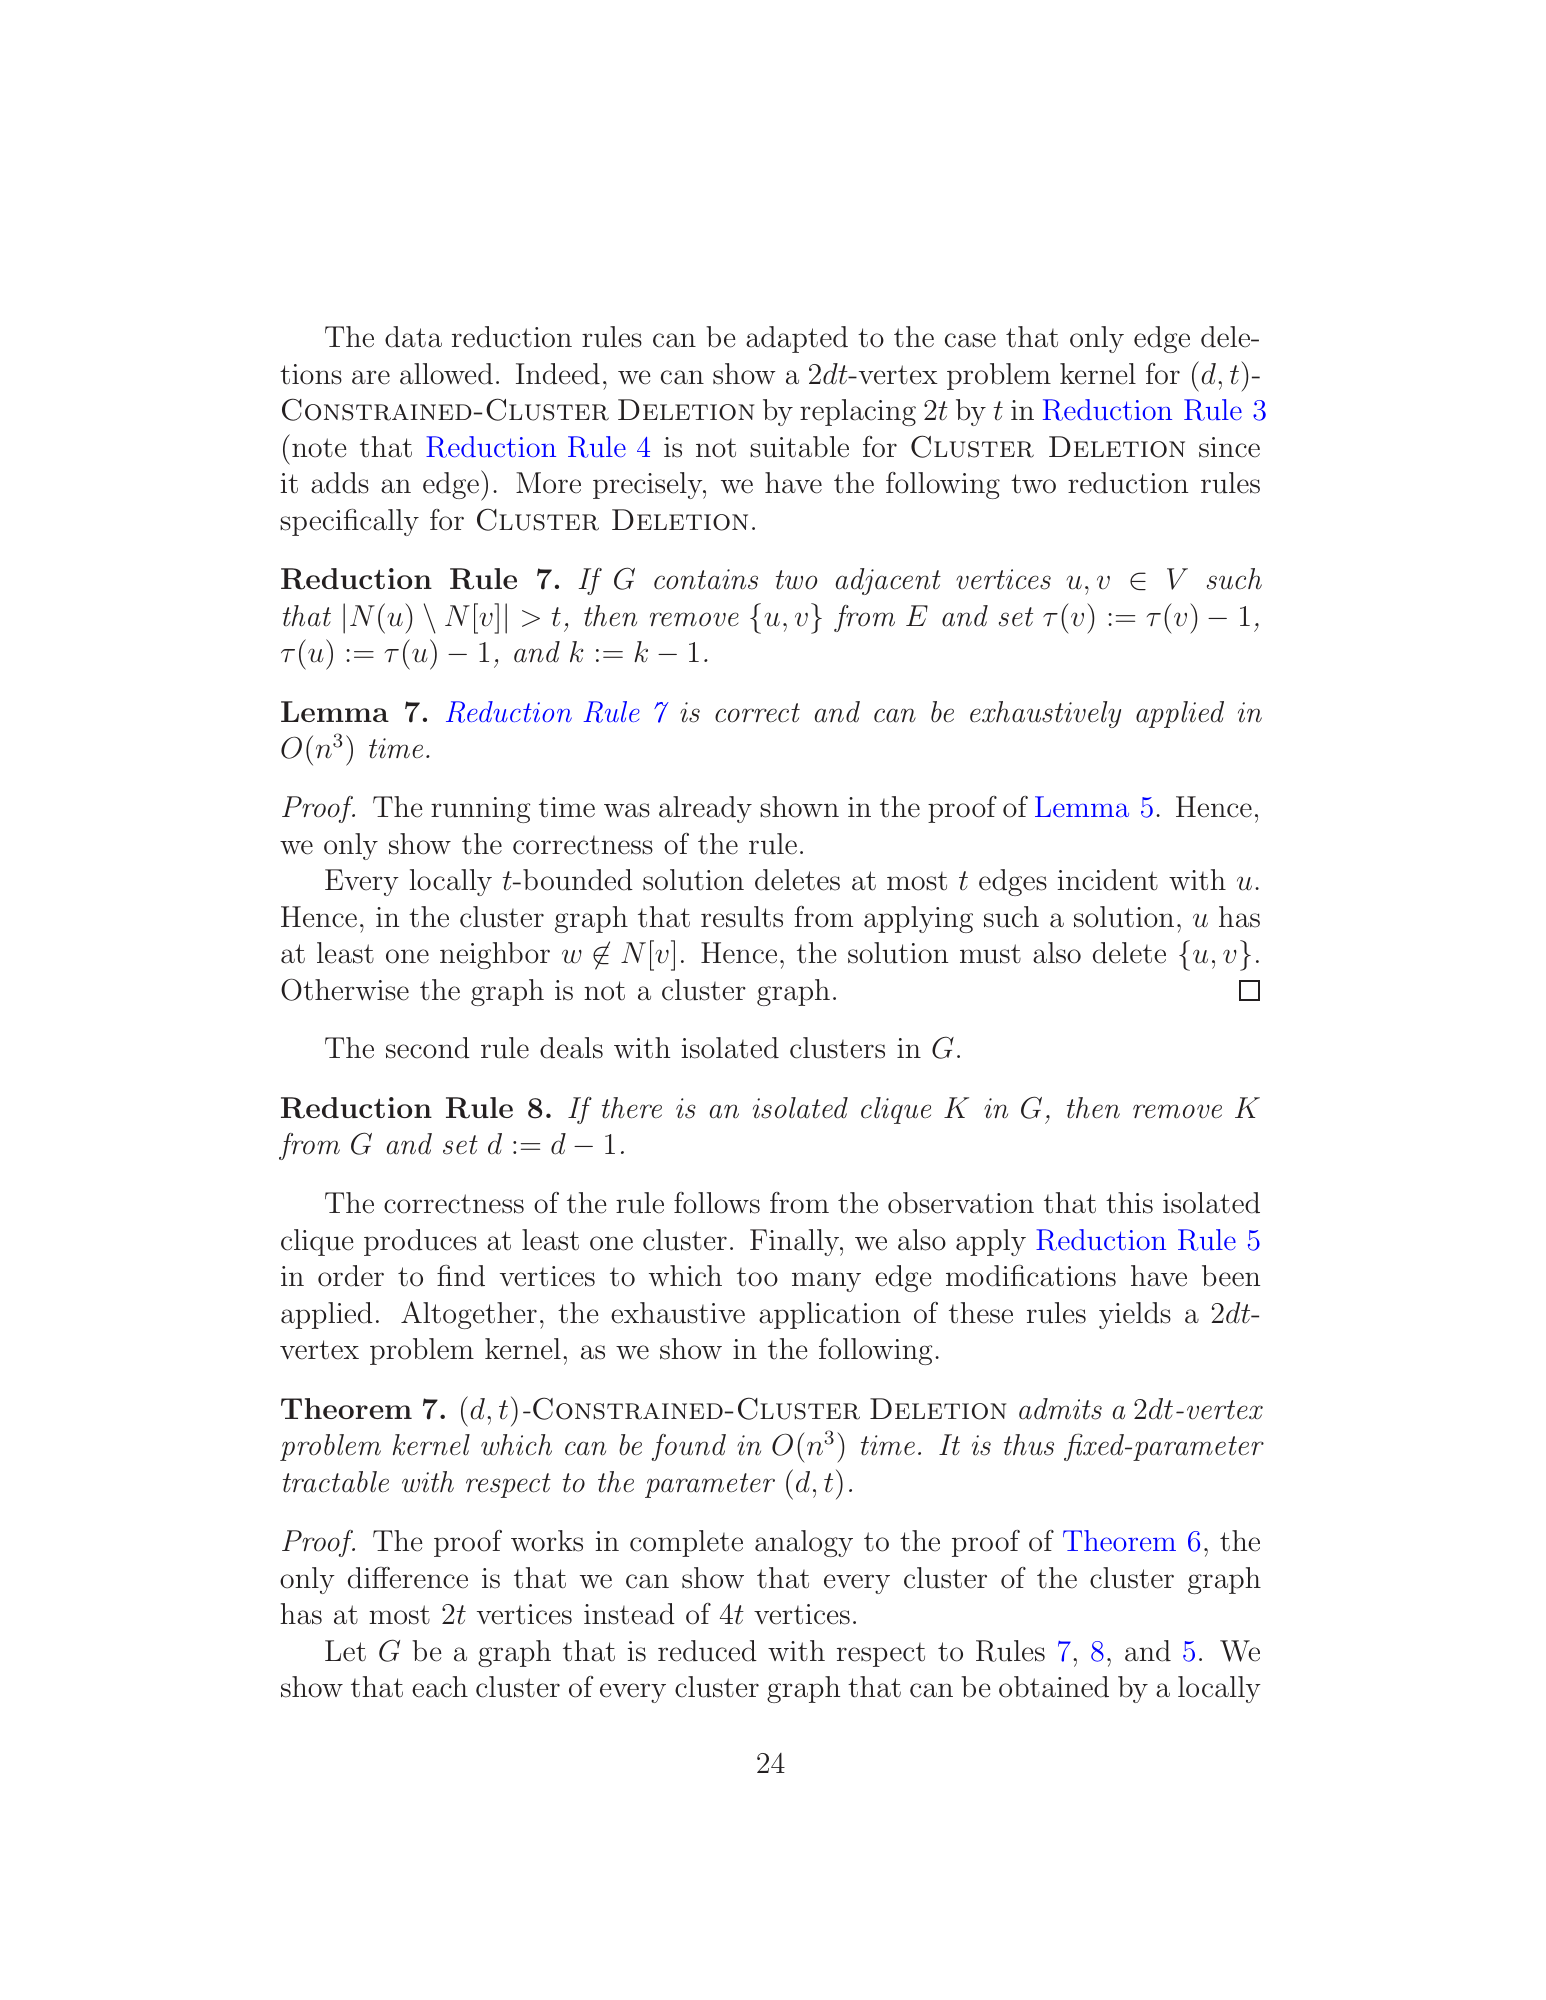 The data reduction rules can be adapted to the case that only edge dele-
tions are allowed. Indeed, we can show a 2dt-vertex problem kernel for (d, t)-
Constrained-Cluster Deletion by replacing 2t by t in Reduction Rule 3
(note that Reduction Rule 4 is not suitable for Cluster Deletion since
it adds an edge). More precisely, we have the following two reduction rules
specifically for Cluster Deletion.
Reduction Rule 7. If G contains two adjacent vertices u, v ∈ V such
that |N(u) \ N[v]| > t, then remove {u, v} from E and set τ(v) := τ(v) − 1,
τ(u) := τ(u) − 1, and k := k − 1.
Lemma 7. Reduction Rule 7 is correct and can be exhaustively applied in
O(n³) time.
Proof. The running time was already shown in the proof of Lemma 5. Hence,
we only show the correctness of the rule.
Every locally t-bounded solution deletes at most t edges incident with u.
Hence, in the cluster graph that results from applying such a solution, u has
at least one neighbor w ∉ N[v]. Hence, the solution must also delete {u, v}.
Otherwise the graph is not a cluster graph. □
The second rule deals with isolated clusters in G.
Reduction Rule 8. If there is an isolated clique K in G, then remove K
from G and set d := d − 1.
The correctness of the rule follows from the observation that this isolated
clique produces at least one cluster. Finally, we also apply Reduction Rule 5
in order to find vertices to which too many edge modifications have been
applied. Altogether, the exhaustive application of these rules yields a 2dt-
vertex problem kernel, as we show in the following.
Theorem 7. (d, t)-Constrained-Cluster Deletion admits a 2dt-vertex
problem kernel which can be found in O(n³) time. It is thus fixed-parameter
tractable with respect to the parameter (d, t).
Proof. The proof works in complete analogy to the proof of Theorem 6, the
only difference is that we can show that every cluster of the cluster graph
has at most 2t vertices instead of 4t vertices.
Let G be a graph that is reduced with respect to Rules 7, 8, and 5. We
show that each cluster of every cluster graph that can be obtained by a locally
24